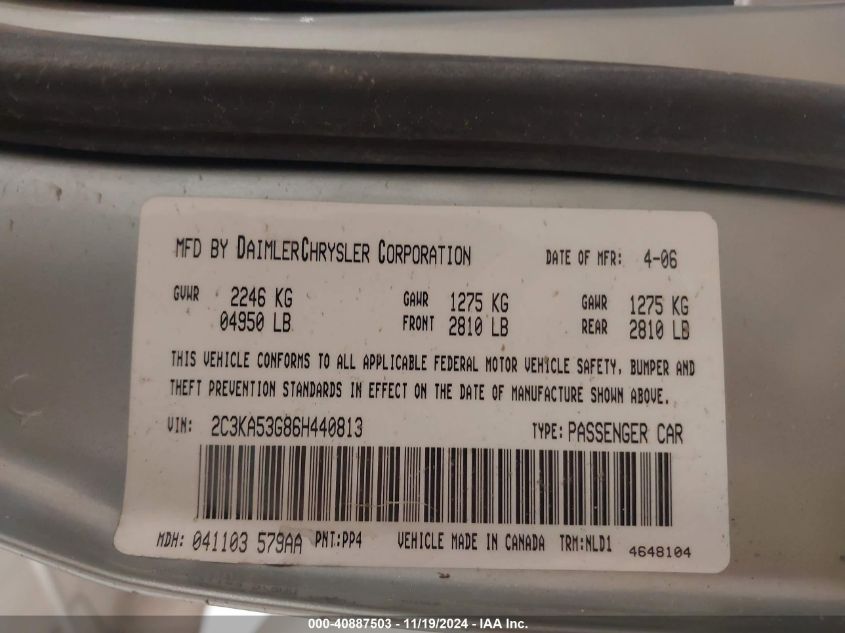 MFD BY DAIMLERCHRYSLER CORPORATION DATE OF MFR: 4-06
GVWR 2246 KG GAWR 1275 KG GAWR 1275 KG
04950 LB FRONT 2810 LB REAR 2810 LB
THIS VEHICLE CONFORMS TO ALL APPLICABLE FEDERAL MOTOR VEHICLE SAFETY, BUMPER AND
THEFT PREVENTION STANDARDS IN EFFECT ON THE DATE OF MANUFACTURE SHOWN ABOVE.
VIN: 2C3KA53G86H440813 TYPE: PASSENGER CAR
MDH: 041103 579AA PNT:PP4 VEHICLE MADE IN CANADA TRM:NLD1 4648104
000-40887503 - 11/19/2024 - IAA Inc.